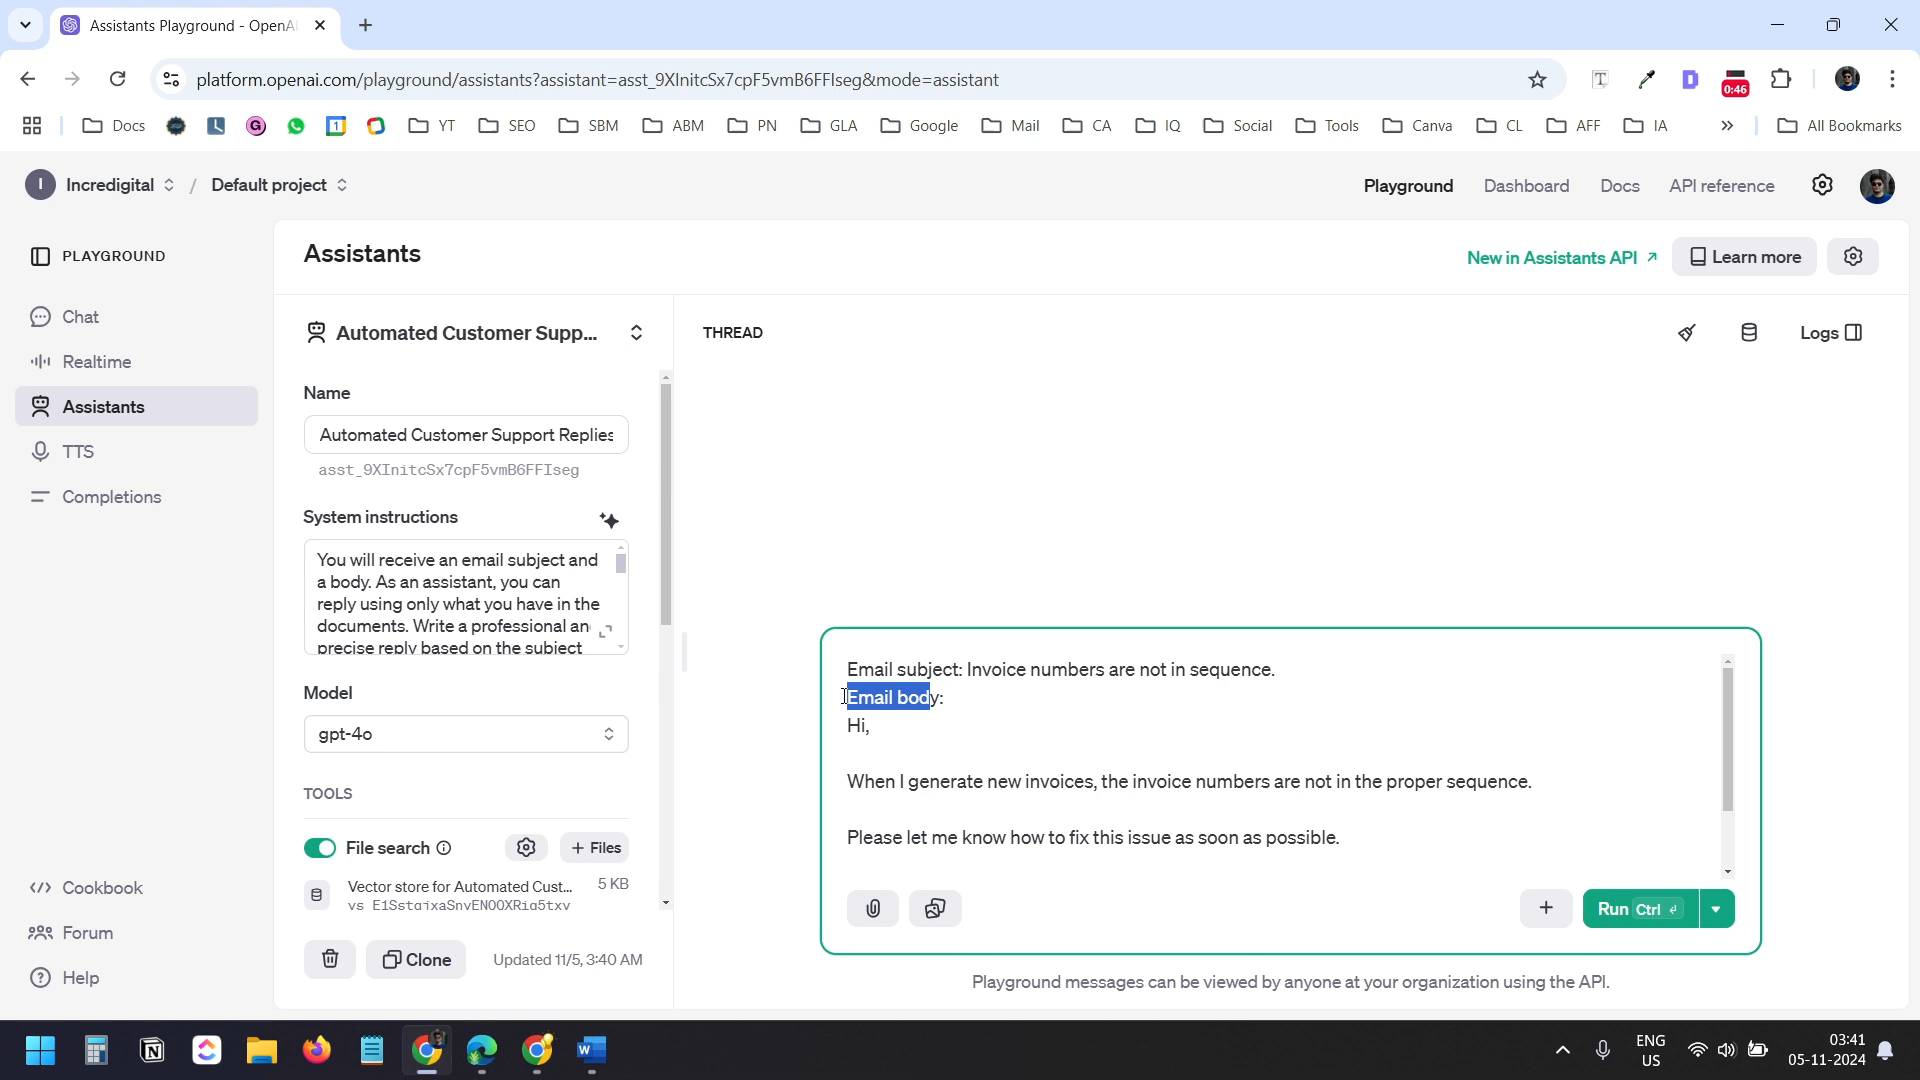 Assistants Playground - OpenAI
platform.openai.com/playground/assistants?assistant=asst_9XInitcSx7cpF5vmB6FFIseg&mode=assistant
0:46
Docs
YT
SEO
SBM
ABM
PN
GLA
Google
Mail
CA
IQ
Social
Tools
Canva
CL
AFF
IA
All Bookmarks
I
Incredigital
/
Default project
Playground
Dashboard
Docs
API reference
PLAYGROUND
Chat
Realtime
Assistants
TTS
Completions
Cookbook
Forum
Help
Assistants
New in Assistants API
Learn more
Automated Customer Supp...
Name
Automated Customer Support Replies
asst_9XInitcSx7cpF5vmB6FFIseg
System instructions
You will receive an email subject and
a body. As an assistant, you can
reply using only what you have in the
documents. Write a professional an
precise reply based on the subject
Model
gpt-4o
TOOLS
File search
+ Files
Vector store for Automated Cust...
5 KB
Clone
Updated 11/5, 3:40 AM
THREAD
Logs
Email subject: Invoice numbers are not in sequence.
Email body:
Hi,
When I generate new invoices, the invoice numbers are not in the proper sequence.
Please let me know how to fix this issue as soon as possible.
Run Ctrl
Playground messages can be viewed by anyone at your organization using the API.
ENG
US
03:41
05-11-2024